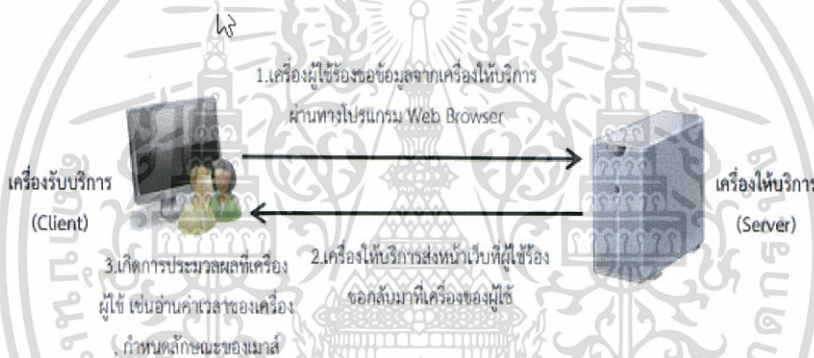 1.เครื่องผู้ใช้ร้องขอข้อมูลจากเครื่องให้บริการ
ผ่านทางโปรแกรม Web Browser
เครื่องรับบริการ
(Client)
เครื่องให้บริการ
(Server)
2.เครื่องให้บริการส่งหน้าเว็บที่ผู้ใช้ร้อง
ขอกลับมาที่เครื่องของผู้ใช้
3.เกิดการประมวลผลที่เครื่อง
ผู้ใช้ เช่นอ่านค่าเวลาของเครื่อง
, กำหนดลักษณะของเมาส์